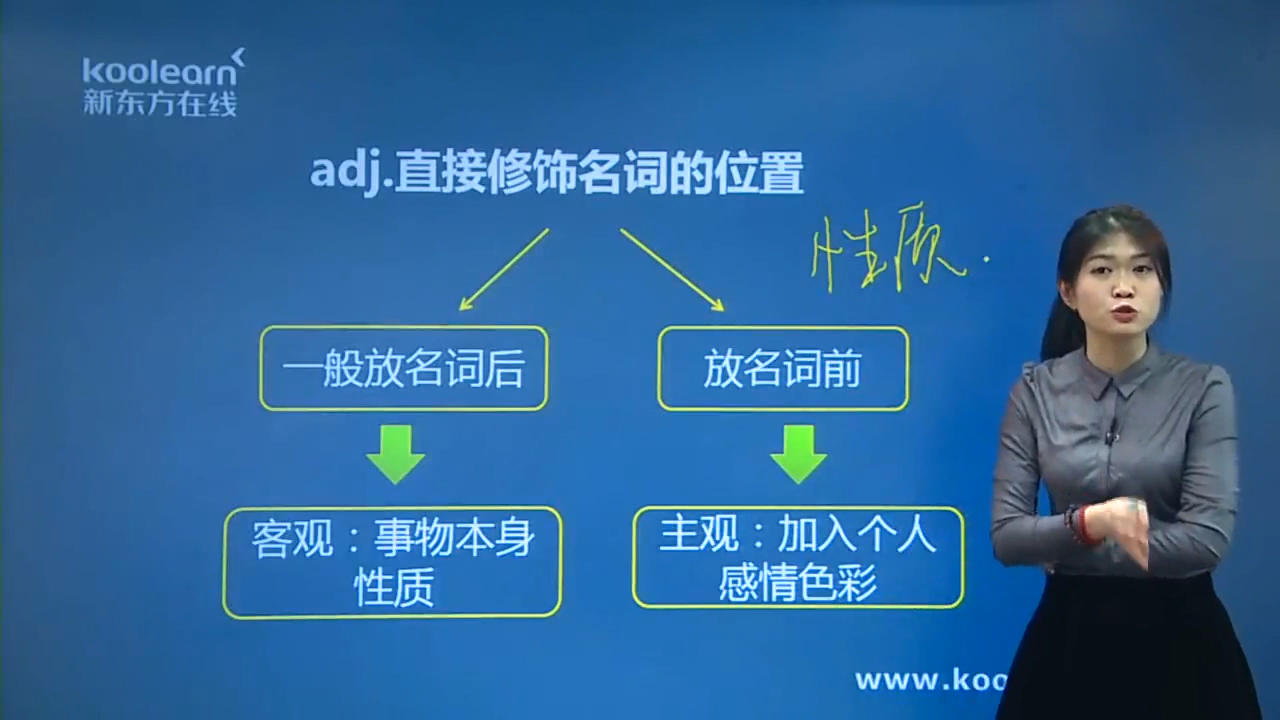 koolearn
新东方在线
adj.直接修饰名词的位置
性质.
一般放名词后
放名词前
客观：事物本身
性质
主观：加入个人
感情色彩
www.koo